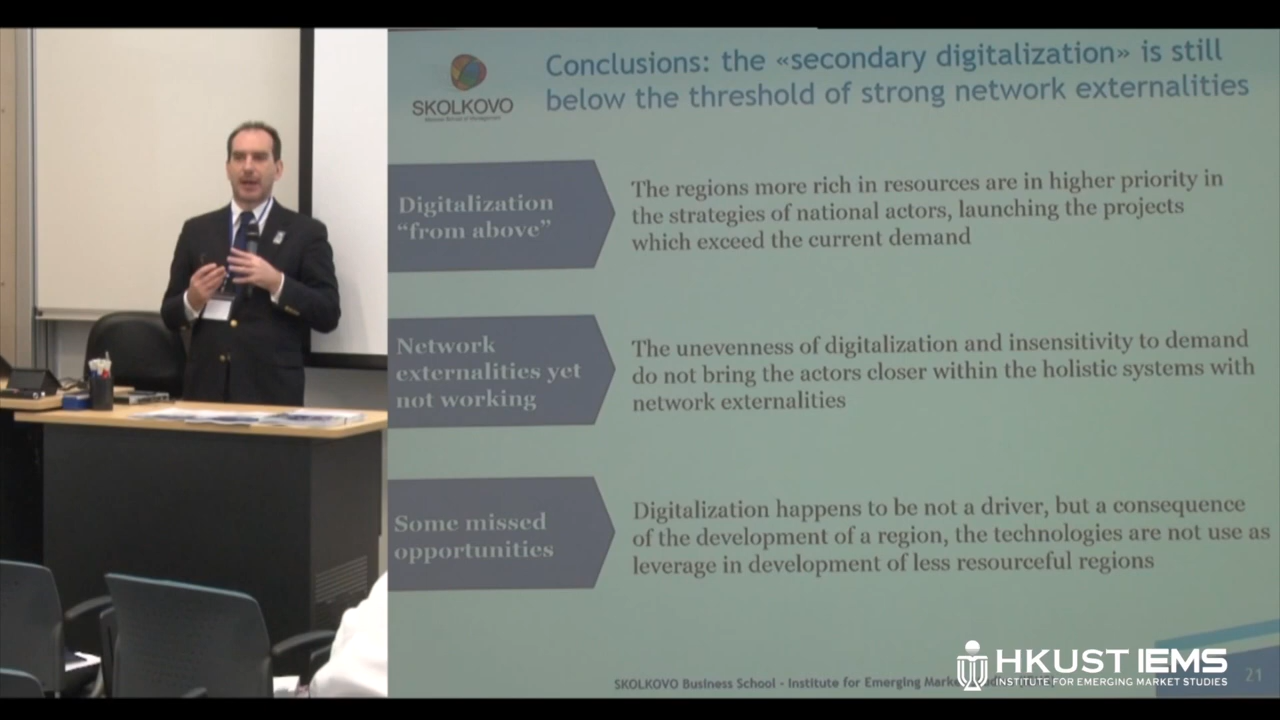 SKOLKOVO
Conclusions: the «secondary digitalization» is still
below the threshold of strong network externalities
Digitalization
“from above”
The regions more rich in resources are in higher priority in
the strategies of national actors, launching the projects
which exceed the current demand
Network
externalities yet
not working
The unevenness of digitalization and insensitivity to demand
do not bring the actors closer within the holistic systems with
network externalities
Some missed
opportunities
Digitalization happens to be not a driver, but a consequence
of the development of a region, the technologies are not use as
leverage in development of less resourceful regions
SKOLKOVO Business School - Institute for Emerging
HKUST IEMS
INSTITUTE FOR EMERGING MARKET STUDIES
21